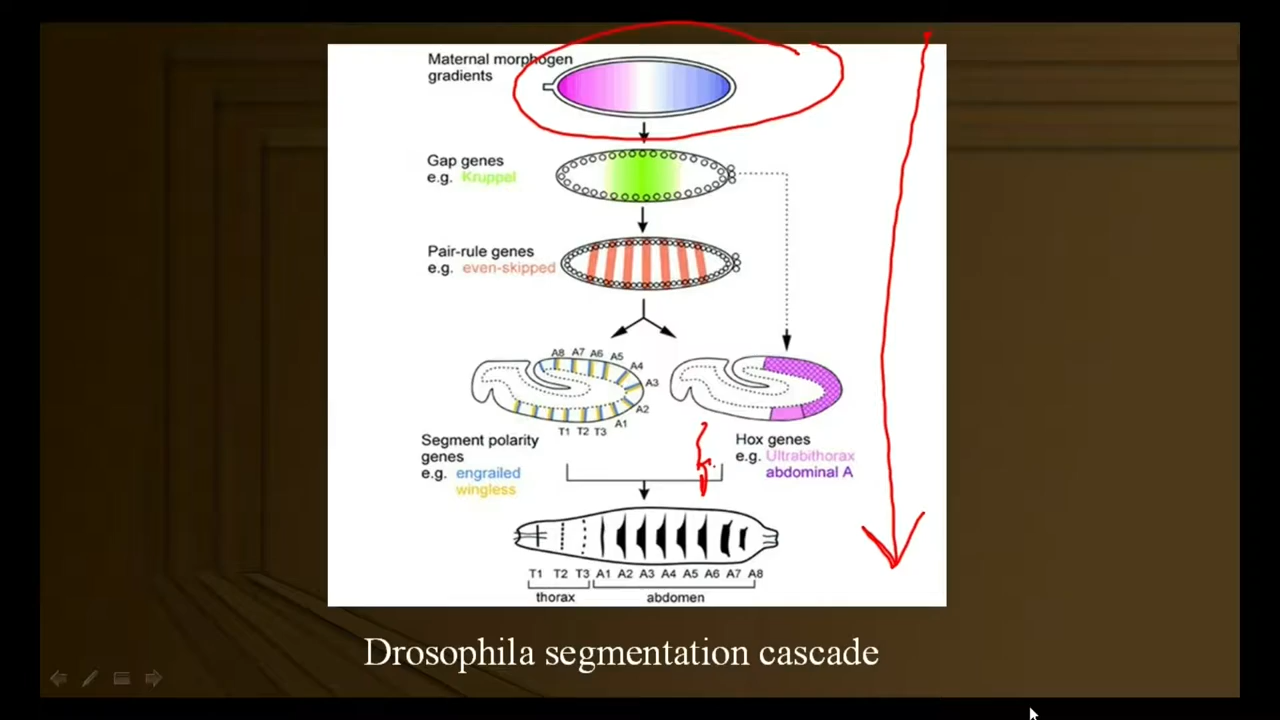 Maternal morphogen
gradients
Gap genes
e.g. Kruppel
Pair-rule genes
e.g. even-skipped
A8 A7 A6 A5
A4
A3
A2
A1
T1 T2 T3
Segment polarity
genes
e.g. engrailed
wingless
Hox genes
e.g. Ultrabithorax
abdominal A
T1 T2 T3 A1 A2 A3 A4 A5 A6 A7 A8
thorax abdomen
Drosophila segmentation cascade